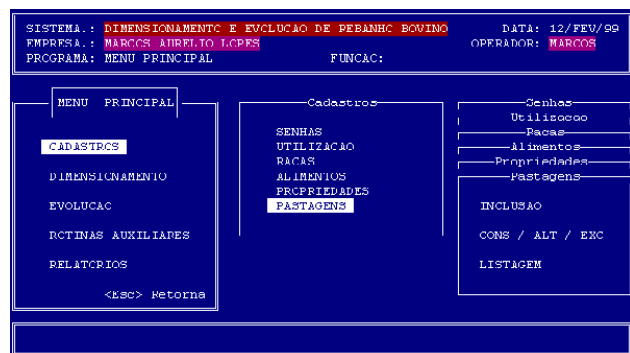 SISTEMA.: DIMENSIONAMENTO E EVOLUCAO DE REBANHO BOVINO DATA: 12/FEV/99
EMPRESA.: MARCOS AURELIO LOPES OPERADOR: MARCOS
PROGRAMA: MENU PRINCIPAL FUNCAO:
MENU PRINCIPAL
CADASTROS
DIMENSIONAMENTO
EVOLUCAO
ROTINAS AUXILIARES
RELATORIOS
<Esc> Retorna
Cadastros
SENHAS
UTILIZACAO
RACAS
ALIMENTOS
PROPRIEDADES
PASTAGENS
Senhas
Utilizacao
Racas
Alimentos
Propriedades
Pastagens
INCLUSAO
CONS / ALT / EXC
LISTAGEM